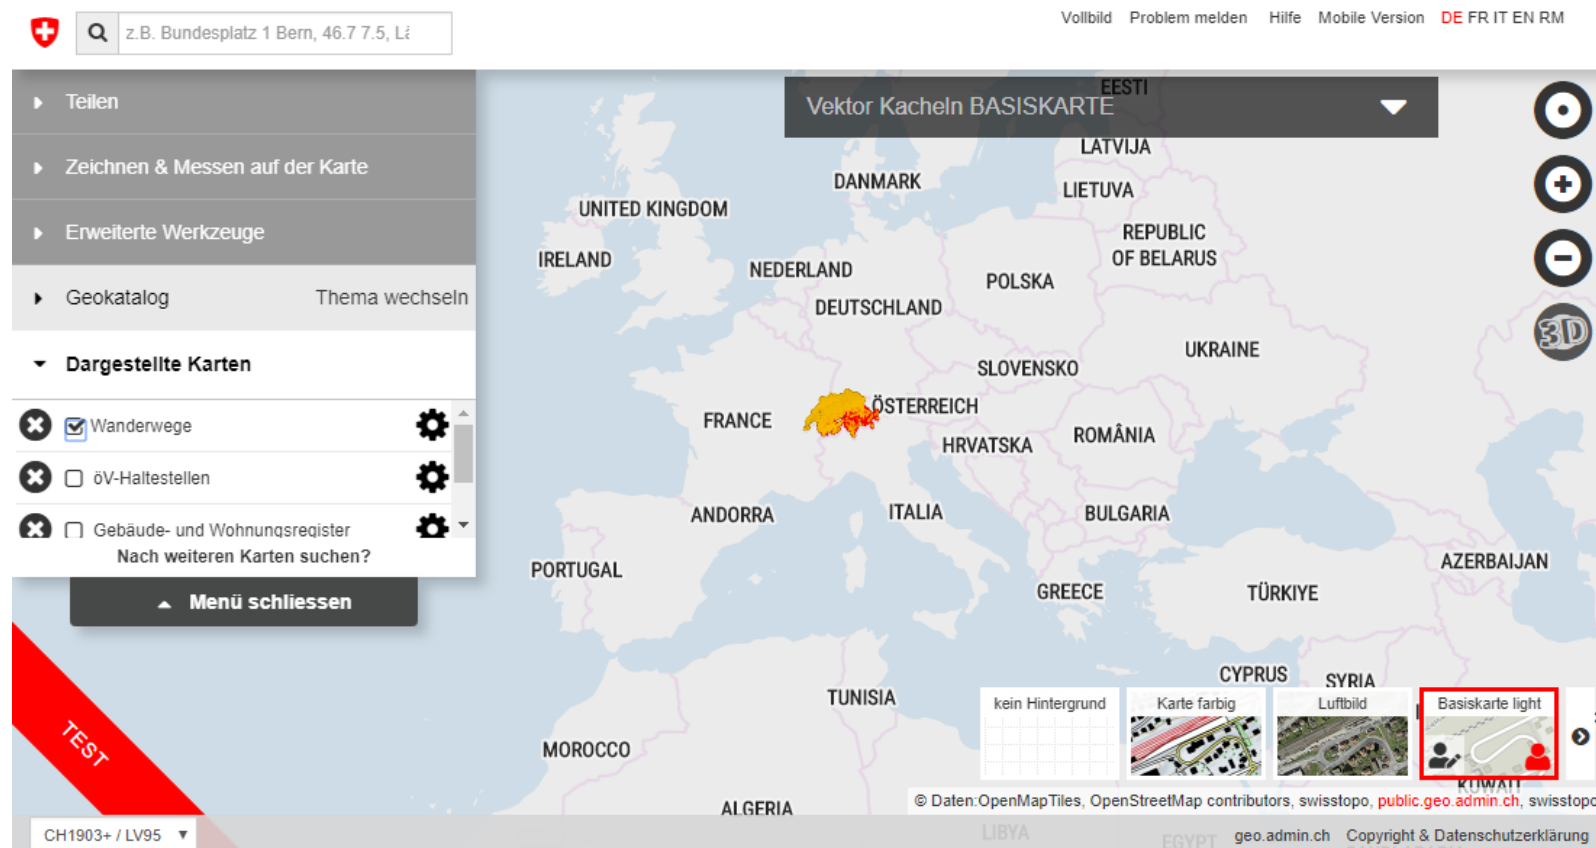 Vollbild Problem melden Hilfe Mobile Version DE FR IT EN RM
z.B. Bundesplatz 1 Bern, 46.7 7.5, Lä
Teilen
Zeichnen & Messen auf der Karte
Erweiterte Werkzeuge
Geokatalog Thema wechseln
Dargestellte Karten
Wanderwege
öV-Haltestellen
Gebäude- und Wohnungsregister
Nach weiteren Karten suchen?
Menü schliessen
TEST
CH1903+ / LV95
Vektor Kacheln BASISKARTE
EESTI
LATVIJA
DANMARK
LIETUVA
UNITED KINGDOM
REPUBLIC
OF BELARUS
IRELAND
NEDERLAND
POLSKA
DEUTSCHLAND
UKRAINE
SLOVENSKO
ÖSTERREICH
FRANCE
HRVATSKA
ROMÂNIA
ANDORRA
ITALIA
BULGARIA
PORTUGAL
AZERBAIJAN
GREECE
TÜRKIYE
CYPRUS
SYRIA
TUNISIA
MOROCCO
ALGERIA
KUWAIT
LIBYA
EGYPT
3D
kein Hintergrund
Karte farbig
Luftbild
Basiskarte light
© Daten:OpenMapTiles, OpenStreetMap contributors, swisstopo, public.geo.admin.ch, swisstopo
geo.admin.ch Copyright & Datenschutzerklärung